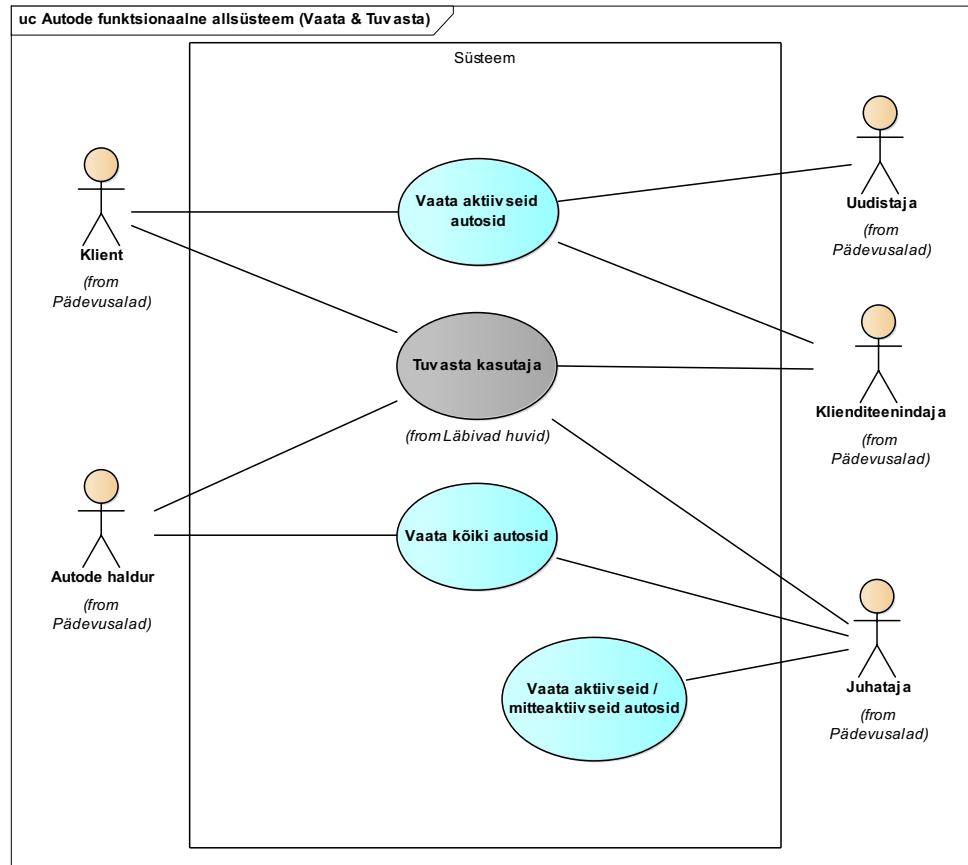 uc Autode funktsionaalne allsüsteem (Vaata & Tuvasta)
Süsteem
Klient
(from
Pädevusalad)
Vaata aktiivseid
autosid
Uudistaja
(from
Pädevusalad)
Tuvasta kasutaja
(from Läbivad huvid)
Klienditeenindaja
(from
Pädevusalad)
Autode haldur
(from
Pädevusalad)
Vaata kõiki autosid
Vaata aktiivseid /
mitteaktiivseid autosid
Juhataja
(from
Pädevusalad)